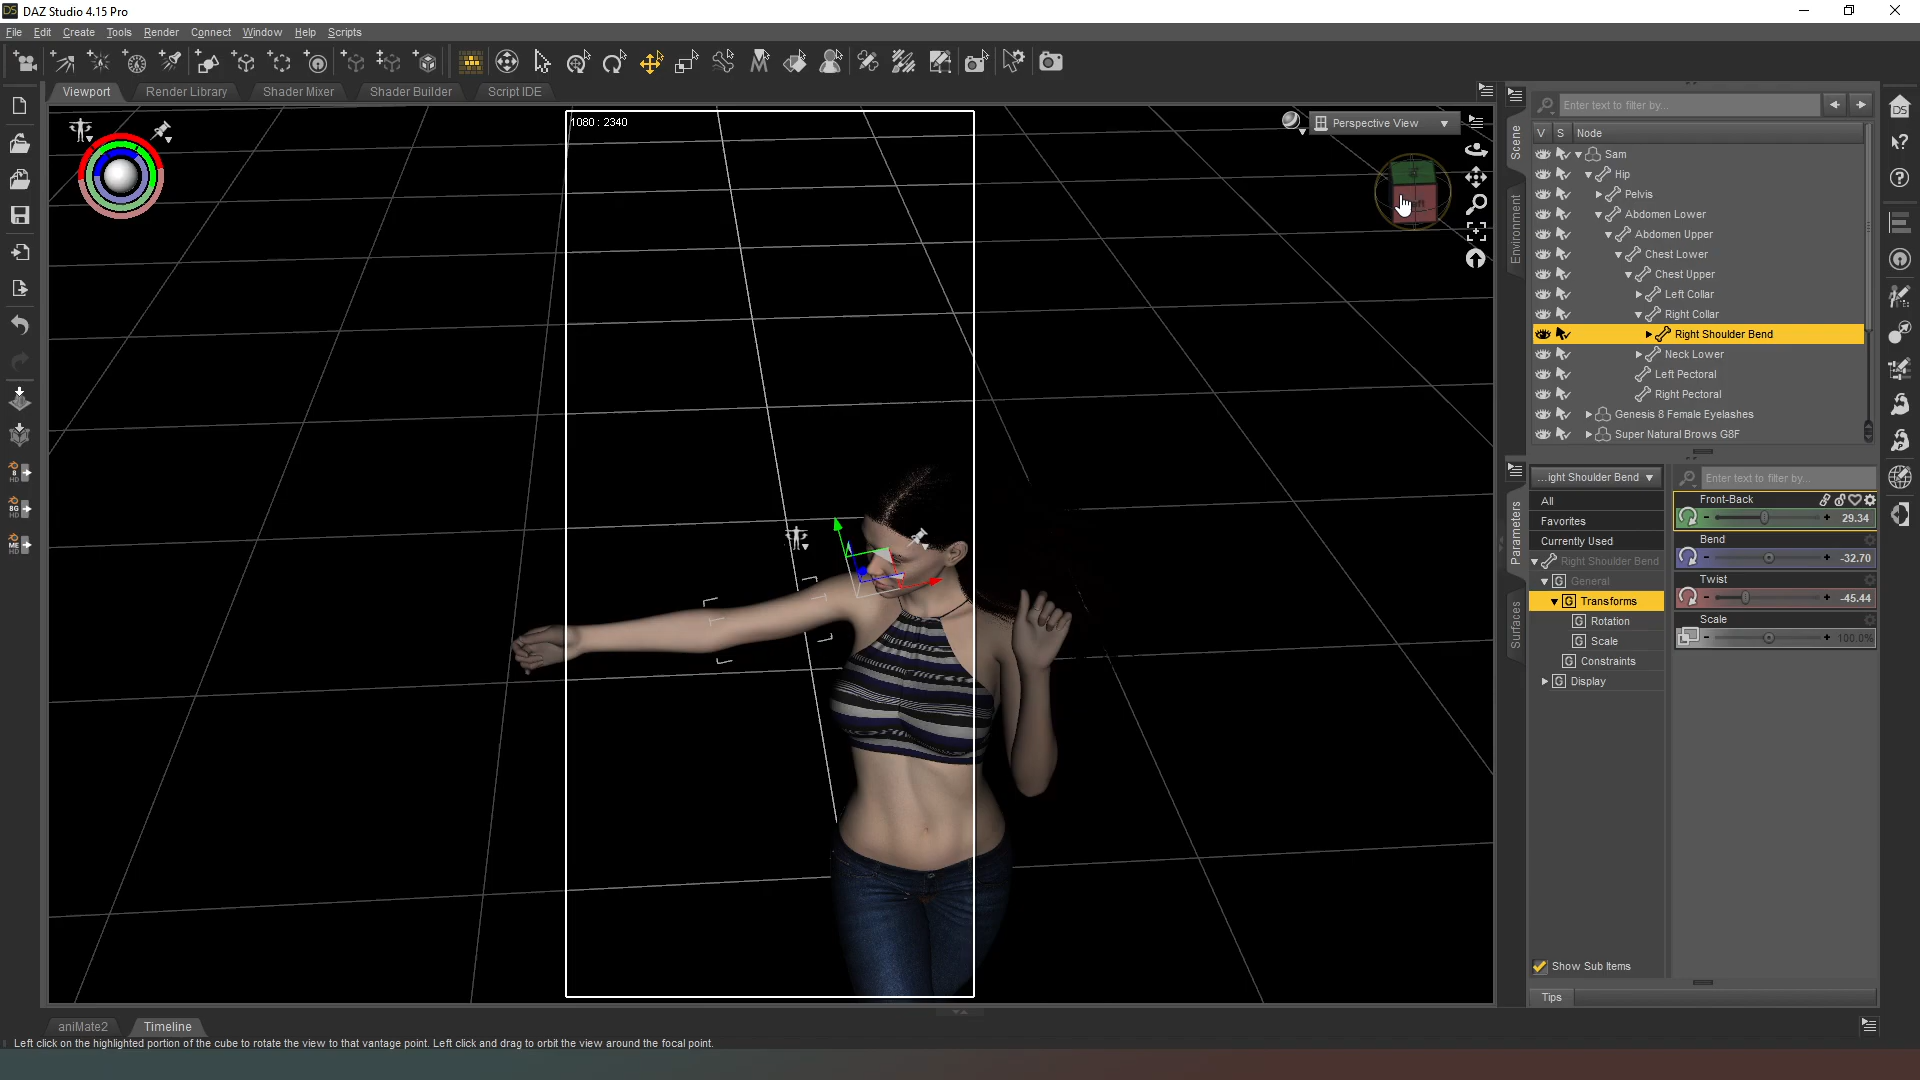 DAZ Studio 4.15 Pro
File Edit Create Tools Render Connect Window Help Scripts
Viewport Render Library Shader Mixer Shader Builder Script IDE
1080 : 2340
Perspective View
Scene
Environment
Enter text to filter by...
V S Node
Sam
Hip
Pelvis
Abdomen Lower
Abdomen Upper
Chest Lower
Chest Upper
Left Collar
Right Collar
Right Shoulder Bend
Neck Lower
Left Pectoral
Right Pectoral
Genesis 8 Female Eyelashes
Super Natural Brows G8F
Parameters
Surfaces
...ight Shoulder Bend
All
Favorites
Currently Used
Right Shoulder Bend
G General
G Transforms
G Rotation
G Scale
G Constraints
G Display
Show Sub Items
Enter text to filter by...
Front-Back
29.34
Bend
-32.70
Twist
-45.44
Scale
100.0%
Tips
aniMate2 Timeline
Left click on the highlighted portion of the cube to rotate the view to that vantage point. Left click and drag to orbit the view around the focal point.